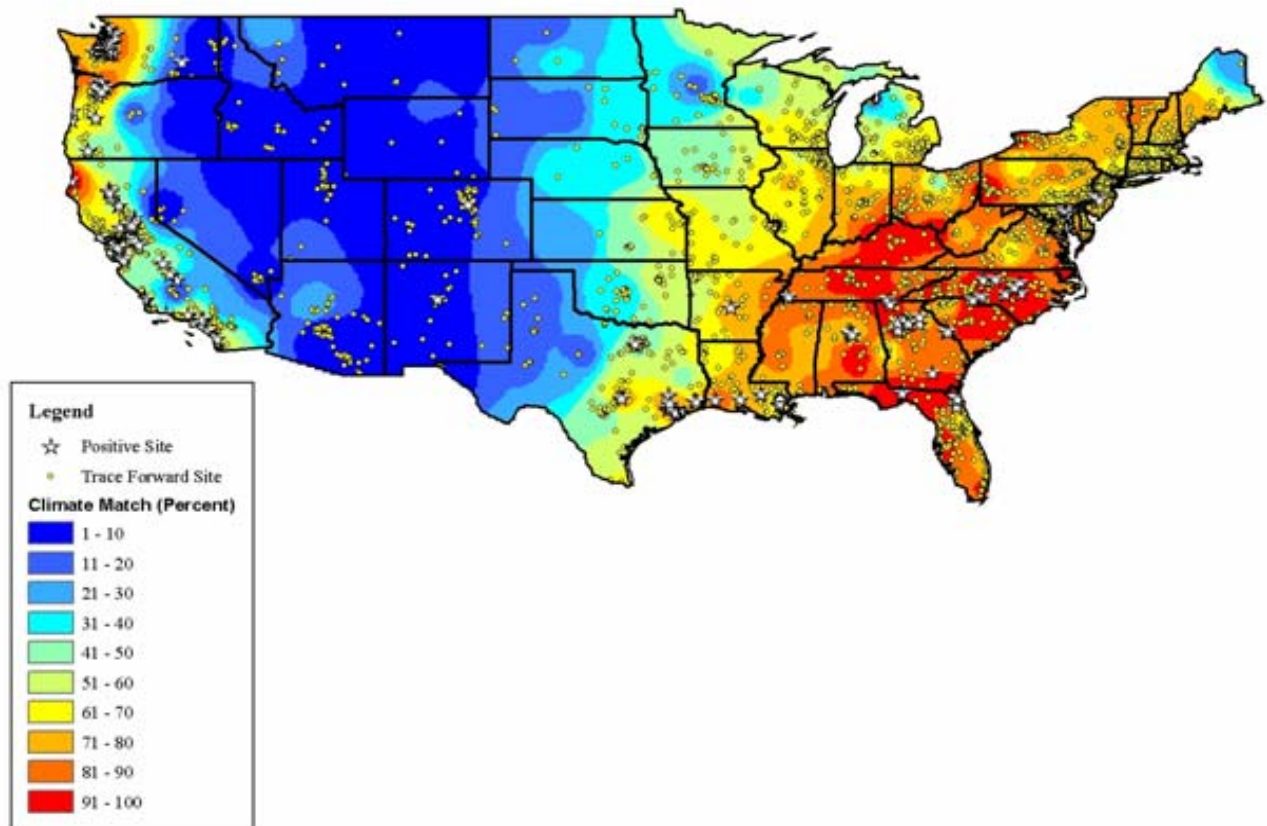 Legend
Positive Site
Trace Forward Site
Climate Match (Percent)
1 - 10
11 - 20
21 - 30
31 - 40
41 - 50
51 - 60
61 - 70
71 - 80
81 - 90
91 - 100